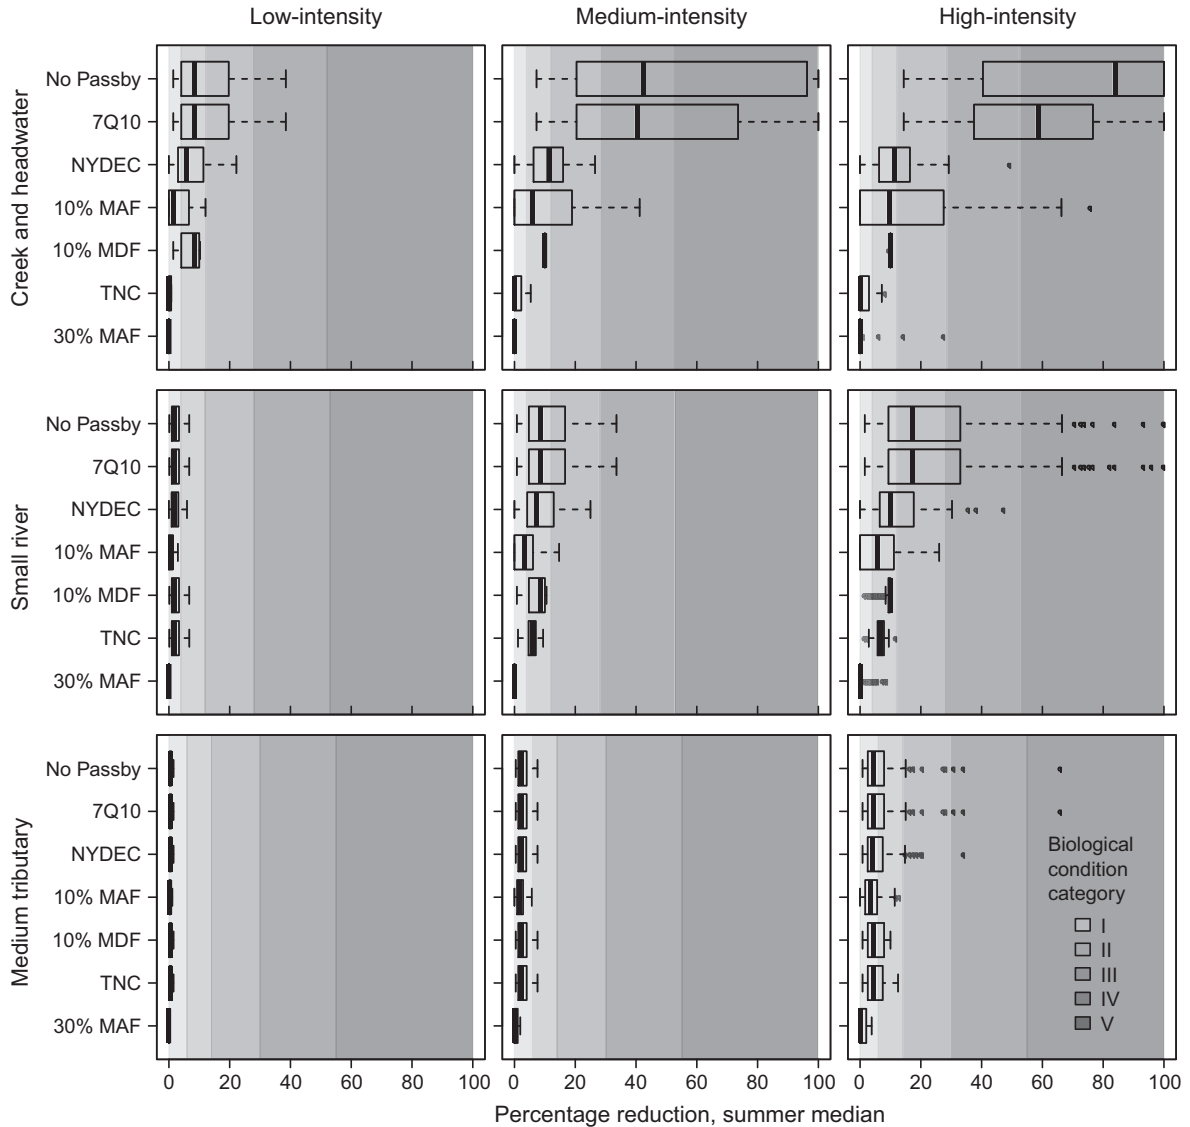 Low-intensity Medium-intensity High-intensity
Creek and headwater
No Passby
7Q10
NYDEC
10% MAF
10% MDF
TNC
30% MAF
Small river
No Passby
7Q10
NYDEC
10% MAF
10% MDF
TNC
30% MAF
Medium tributary
No Passby
7Q10
NYDEC
10% MAF
10% MDF
TNC
30% MAF
Biological
condition
category
I
II
III
IV
V
0 20 40 60 80 100 0 20 40 60 80 100 0 20 40 60 80 100
Percentage reduction, summer median